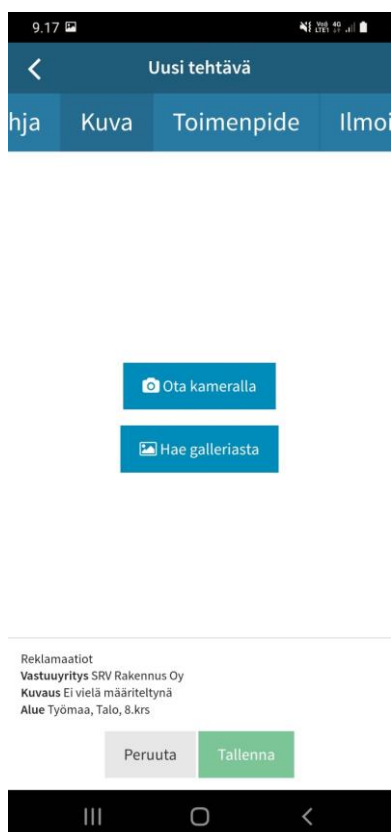 9.17
Uusi tehtävä
hja Kuva Toimenpide Ilmoi
Ota kameralla
Hae galleriasta
Reklamaatiot
Vastuuyritys SRV Rakennus Oy
Kuvaus Ei vielä määriteltynä
Alue Työmaa, Talo, 8.krs
Peruuta Tallenna